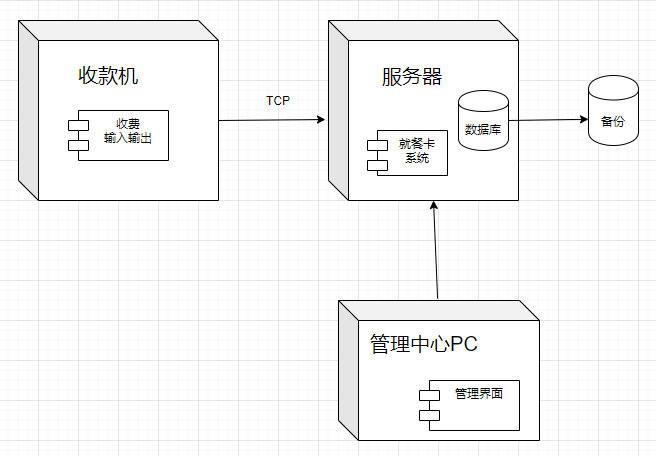 收款机
收费
输入输出
TCP
服务器
就餐卡
系统
数据库
备份
管理中心PC
管理界面